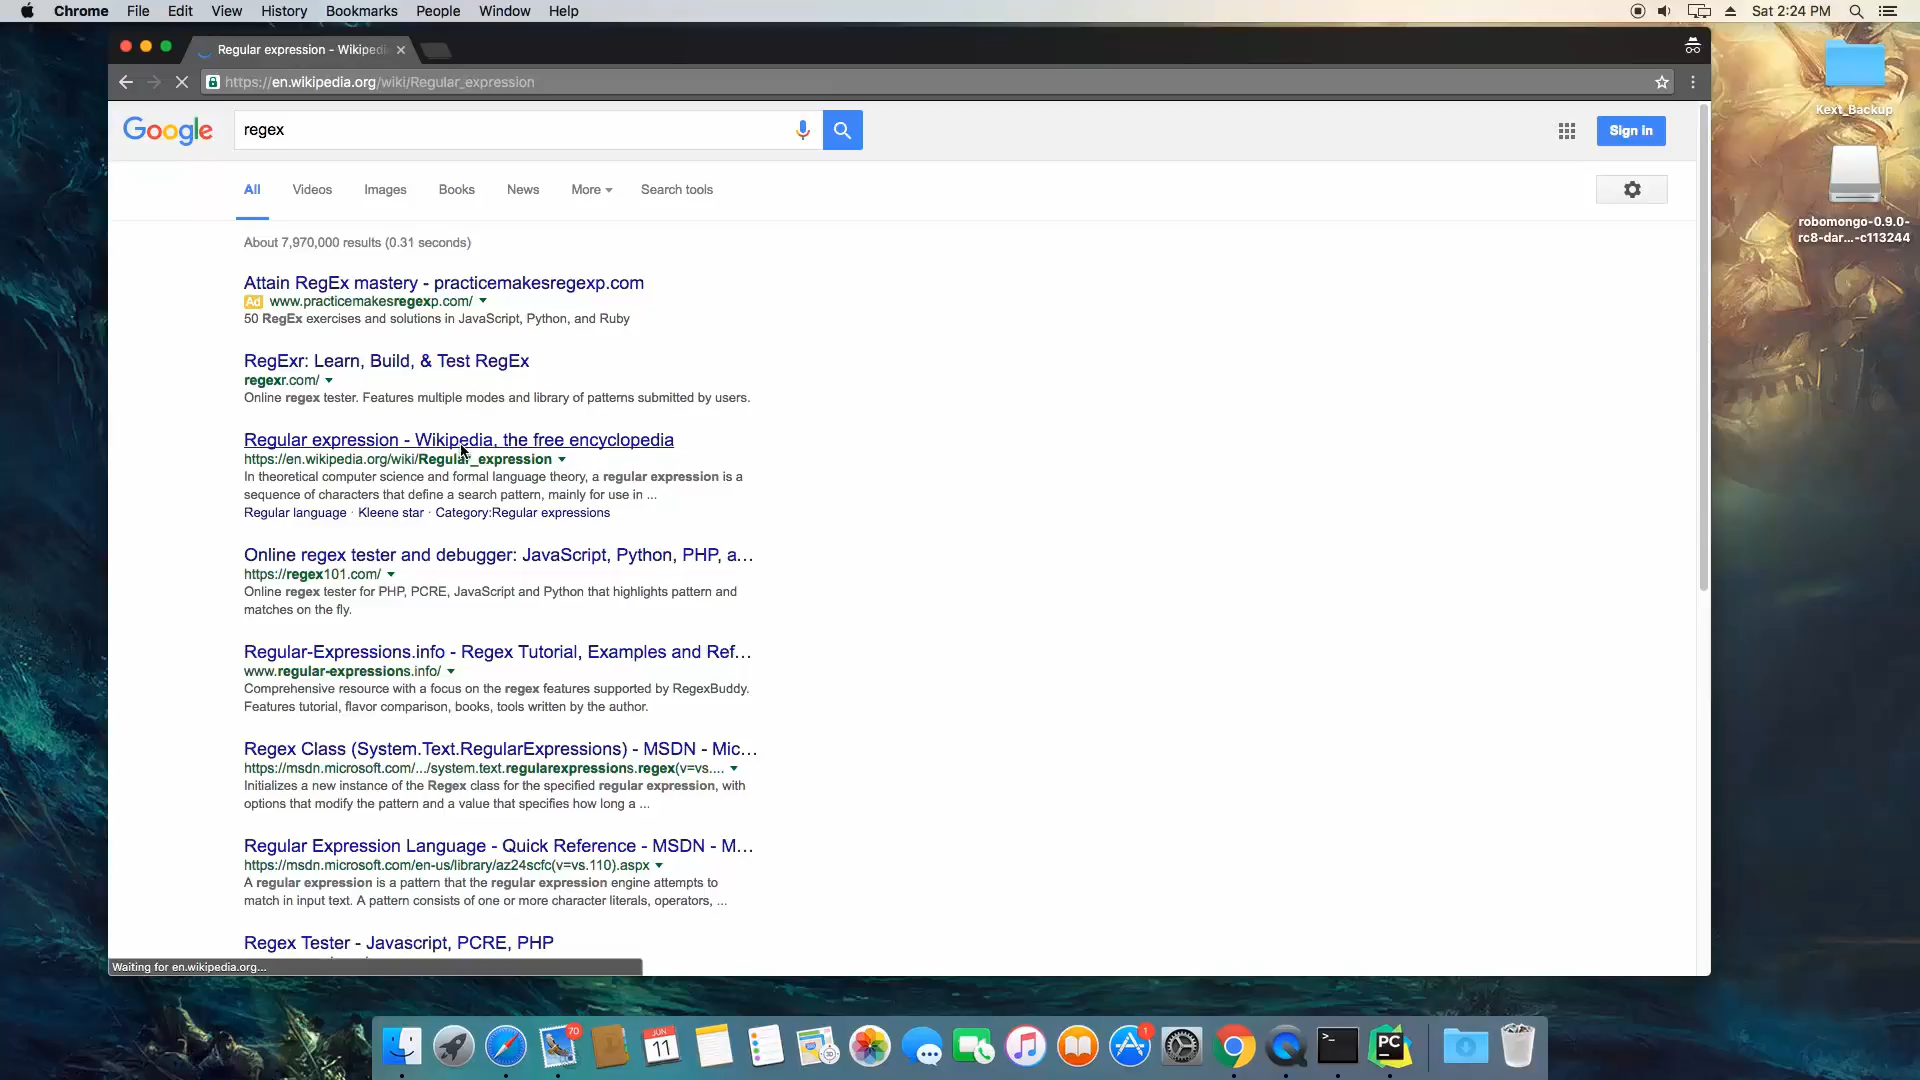 Chrome File Edit View History Bookmarks People Window Help
Sat 2:24 PM
Regular expression - Wikiped
https://en.wikipedia.org/wiki/Regular_expression
Kext_Backup
Google
regex
Sign in
All Videos Images Books News More Search tools
robomongo-0.9.0-
rc8-dar...-c113244
About 7,970,000 results (0.31 seconds)
Attain RegEx mastery - practicemakesregexp.com
Ad www.practicemakesregexp.com/
50 RegEx exercises and solutions in JavaScript, Python, and Ruby
RegExr: Learn, Build, & Test RegEx
regexr.com/
Online regex tester. Features multiple modes and library of patterns submitted by users.
Regular expression - Wikipedia, the free encyclopedia
https://en.wikipedia.org/wiki/Regular_expression
In theoretical computer science and formal language theory, a regular expression is a
sequence of characters that define a search pattern, mainly for use in ...
Regular language · Kleene star · Category:Regular expressions
Online regex tester and debugger: JavaScript, Python, PHP, a...
https://regex101.com/
Online regex tester for PHP, PCRE, JavaScript and Python that highlights pattern and
matches on the fly.
Regular-Expressions.info - Regex Tutorial, Examples and Ref...
www.regular-expressions.info/
Comprehensive resource with a focus on the regex features supported by RegexBuddy.
Features tutorial, flavor comparison, books, tools written by the author.
Regex Class (System.Text.RegularExpressions) - MSDN - Mic...
https://msdn.microsoft.com/.../system.text.regularexpressions.regex(v=vs....
Initializes a new instance of the Regex class for the specified regular expression, with
options that modify the pattern and a value that specifies how long a ...
Regular Expression Language - Quick Reference - MSDN - M...
https://msdn.microsoft.com/en-us/library/az24scfc(v=vs.110).aspx
A regular expression is a pattern that the regular expression engine attempts to
match in input text. A pattern consists of one or more character literals, operators, ...
Regex Tester - Javascript, PCRE, PHP
Waiting for en.wikipedia.org...
70
JUN
11
1
PC